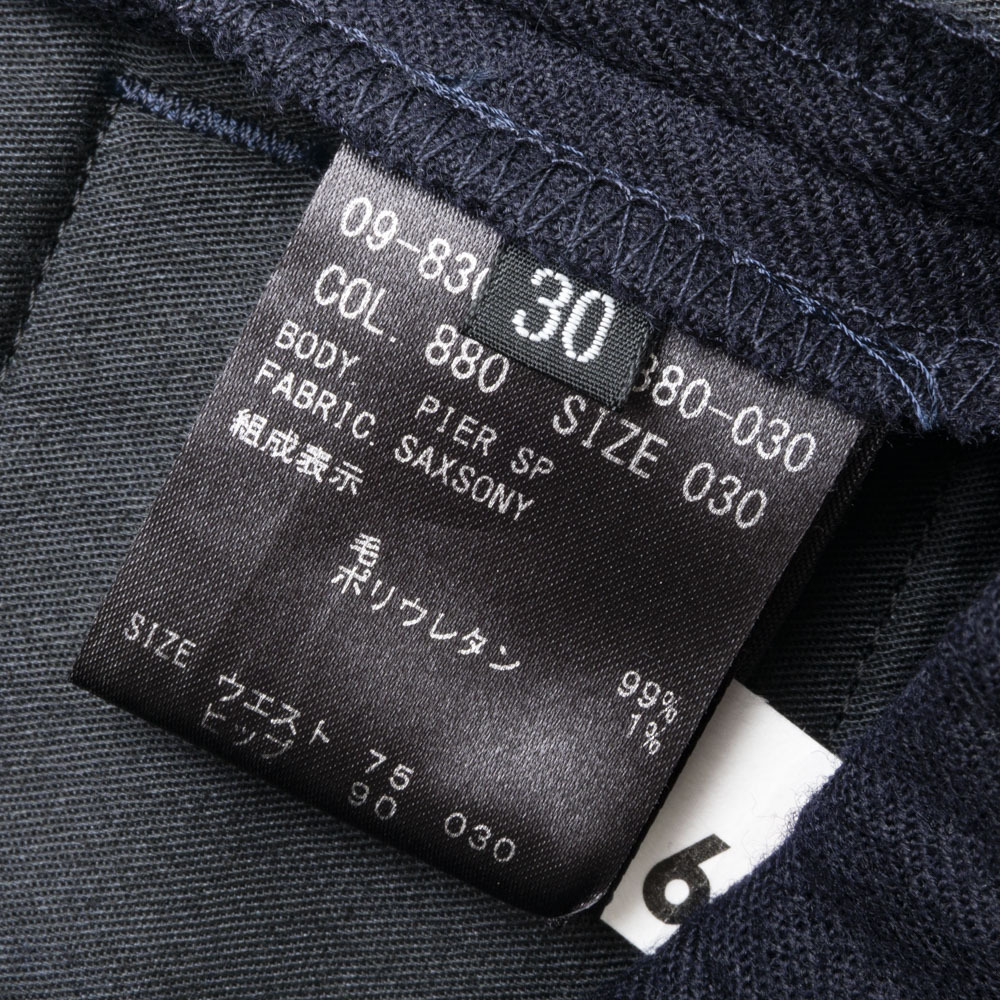 30
09-83
880-030
COL. 880 SIZE 030
BODY. PIER SP
FABRIC. SAXSONY
組成表示
毛 99%
ポリウレタン 1%
SIZE ウエスト 75
ヒップ 90 030
6